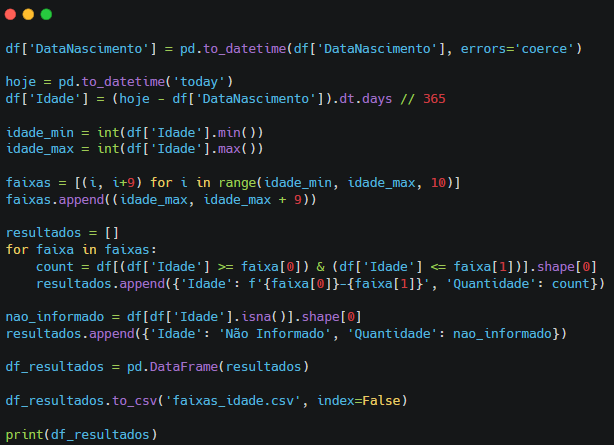 df['DataNascimento'] = pd.to_datetime(df['DataNascimento'], errors='coerce')
hoje = pd.to_datetime('today')
df['Idade'] = (hoje - df['DataNascimento']).dt.days // 365
idade_min = int(df['Idade'].min())
idade_max = int(df['Idade'].max())
faixas = [(i, i+9) for i in range(idade_min, idade_max, 10)]
faixas.append((idade_max, idade_max + 9))
resultados = []
for faixa in faixas:
    count = df[(df['Idade'] >= faixa[0]) & (df['Idade'] <= faixa[1])].shape[0]
    resultados.append({'Idade': f'{faixa[0]}-{faixa[1]}', 'Quantidade': count})
nao_informado = df[df['Idade'].isna()].shape[0]
resultados.append({'Idade': 'Não Informado', 'Quantidade': nao_informado})
df_resultados = pd.DataFrame(resultados)
df_resultados.to_csv('faixas_idade.csv', index=False)
print(df_resultados)